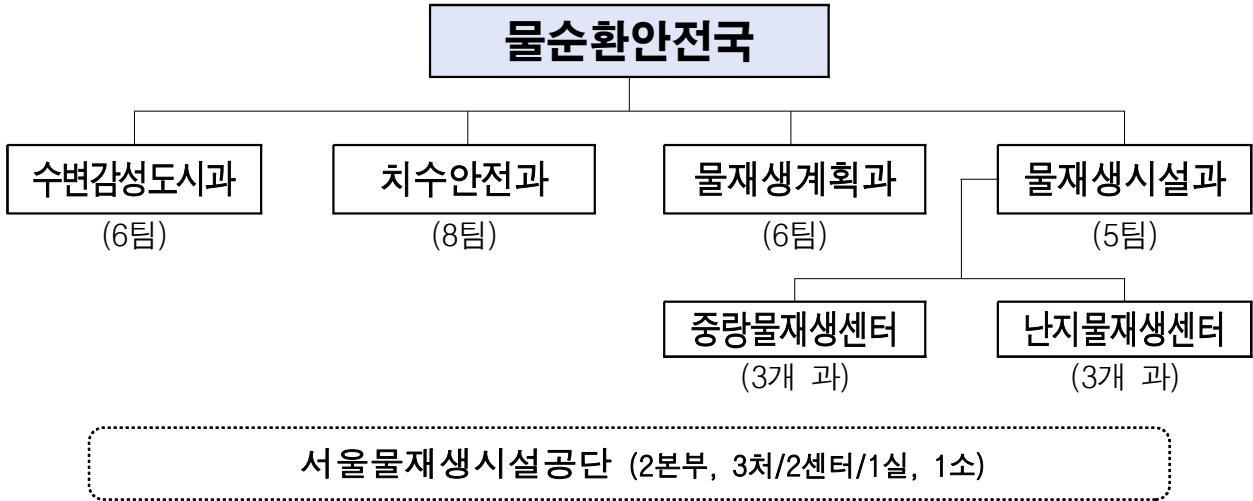 물순환안전국
수변감성도시과
치수안전과
물재생계획과
물재생시설과
(6팀)
(8팀)
(6팀)
(5팀)
중랑물재생센터
난지물재생센터
(3개 과)
(3개 과)
서울물재생시설공단 (2본부, 3처/2센터/1실, 1소)